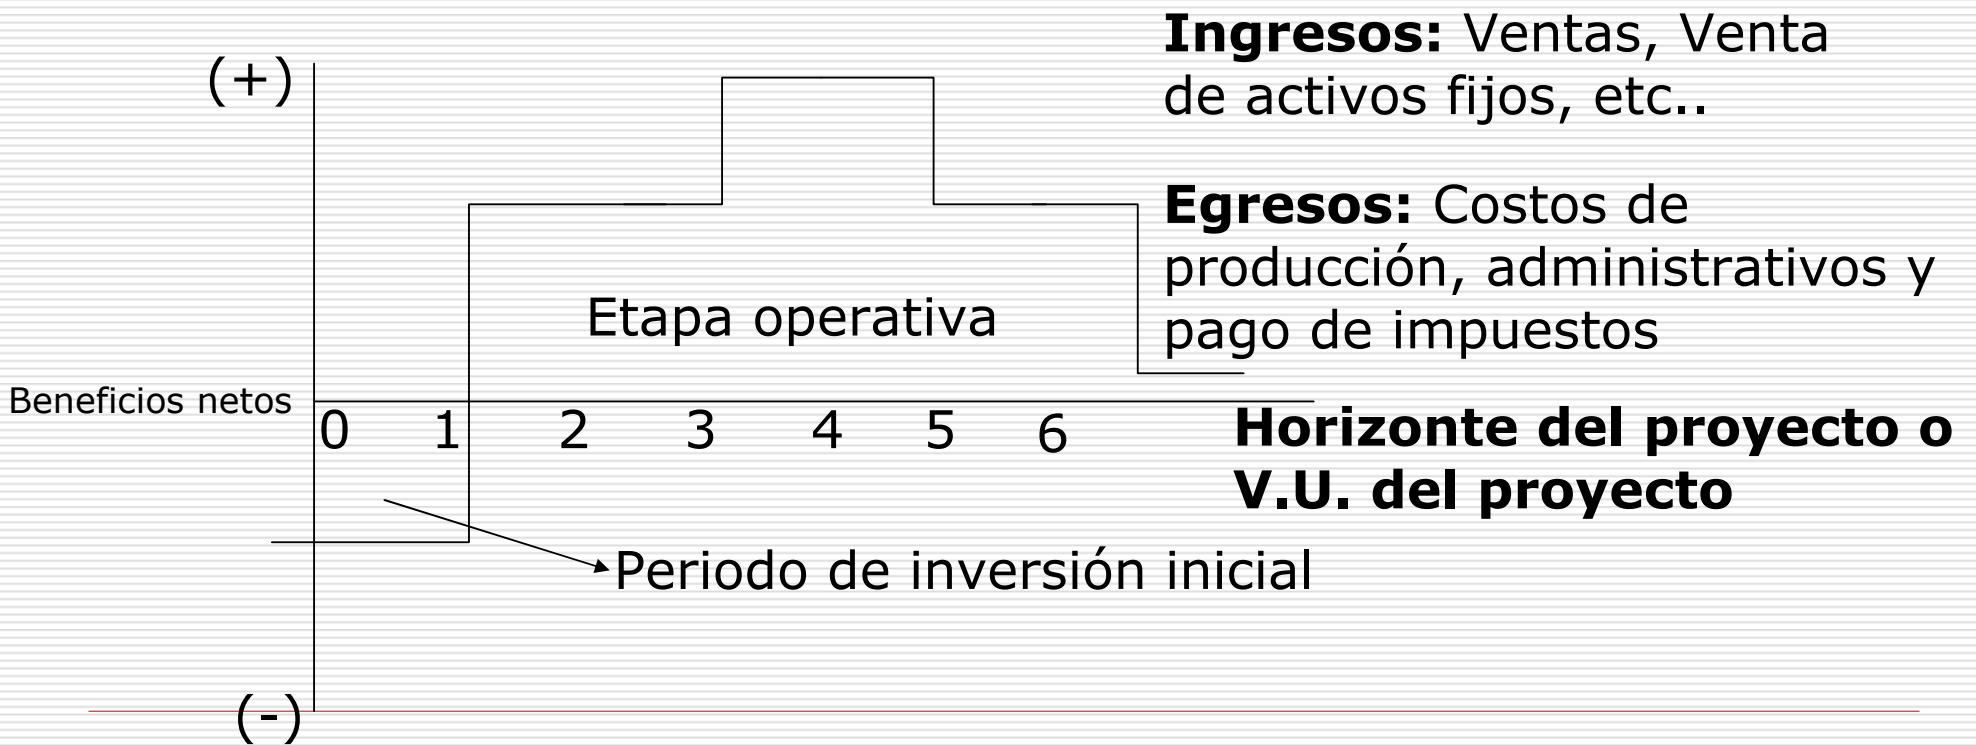 Ingresos: Ventas, Venta
de activos fijos, etc..
(+)
Egresos: Costos de
producción, administrativos y
pago de impuestos
Etapa operativa
Beneficios netos
0 1 2 3 4 5 6
Horizonte del proyecto o
V.U. del proyecto
Periodo de inversión inicial
(-)